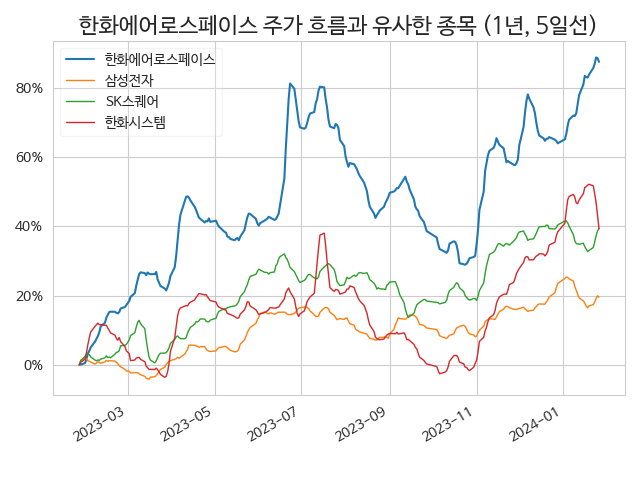 한화에어로스페이스 주가 흐름과 유사한 종목 (1년, 5일선)
한화에어로스페이스
삼성전자
SK스퀘어
한화시스템
80%
60%
40%
20%
0%
2023-03
2023-05
2023-07
2023-09
2023-11
2024-01